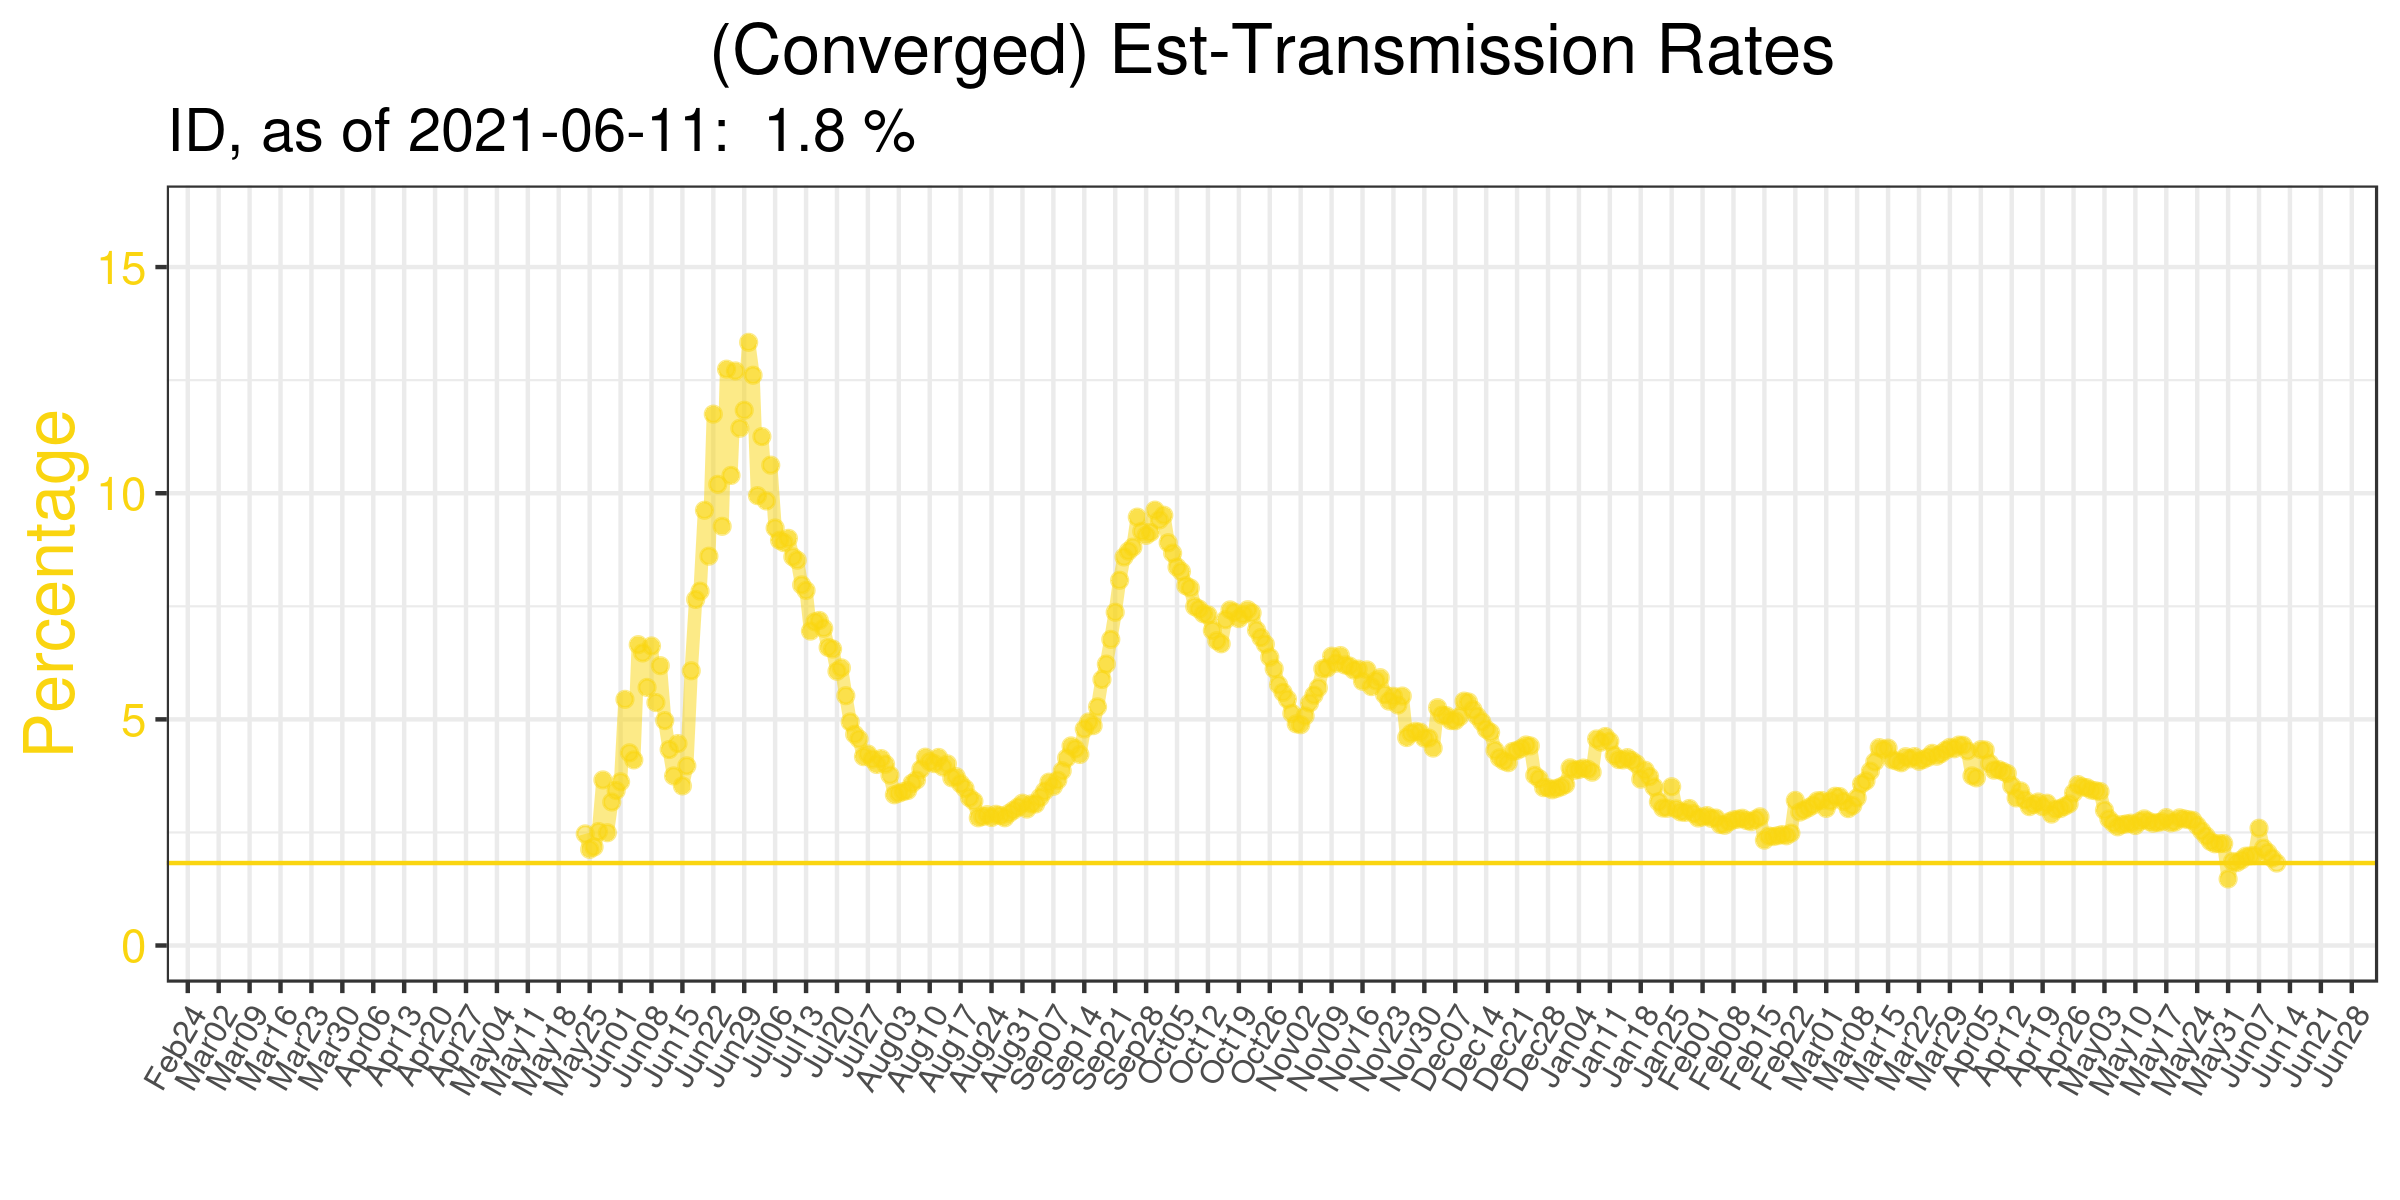 (Converged) Est-Transmission Rates
ID, as of 2021-06-11:  1.8 %
Percentage
15
10
5
0
Feb24
Mar02
Mar09
Mar16
Mar23
Mar30
Apr06
Apr13
Apr20
Apr27
May04
May11
May18
May25
Jun01
Jun08
Jun15
Jun22
Jun29
Jul06
Jul13
Jul20
Jul27
Aug03
Aug10
Aug17
Aug24
Aug31
Sep07
Sep14
Sep21
Sep28
Oct05
Oct12
Oct19
Oct26
Nov02
Nov09
Nov16
Nov23
Nov30
Dec07
Dec14
Dec21
Dec28
Jan04
Jan11
Jan18
Jan25
Feb01
Feb08
Feb15
Feb22
Mar01
Mar08
Mar15
Mar22
Mar29
Apr05
Apr12
Apr19
Apr26
May03
May10
May17
May24
May31
Jun07
Jun14
Jun21
Jun28